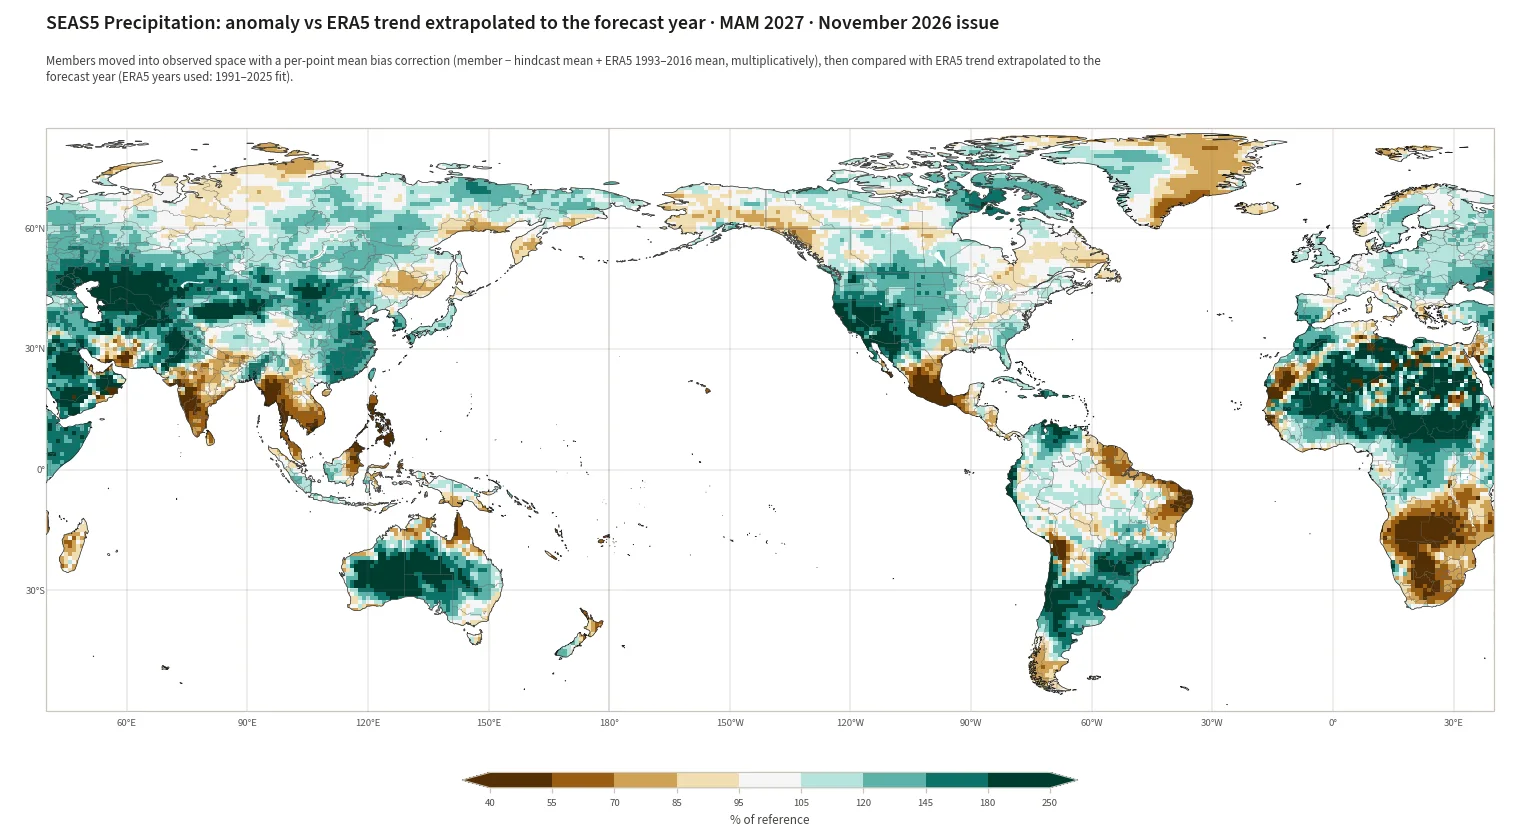 SEAS5 Precipitation: anomaly vs ERA5 trend extrapolated to the forecast year · MAM 2027 · November 2026 issue
Members moved into observed space with a per-point mean bias correction (member − hindcast mean + ERA5 1993–2016 mean, multiplicatively), then compared with ERA5 trend extrapolated to the
forecast year (ERA5 years used: 1991–2025 fit).
60°N
30°N
0°
30°S
60°E 90°E 120°E 150°E 180° 150°W 120°W 90°W 60°W 30°W 0° 30°E
40 55 70 85 95 105 120 145 180 250
% of reference